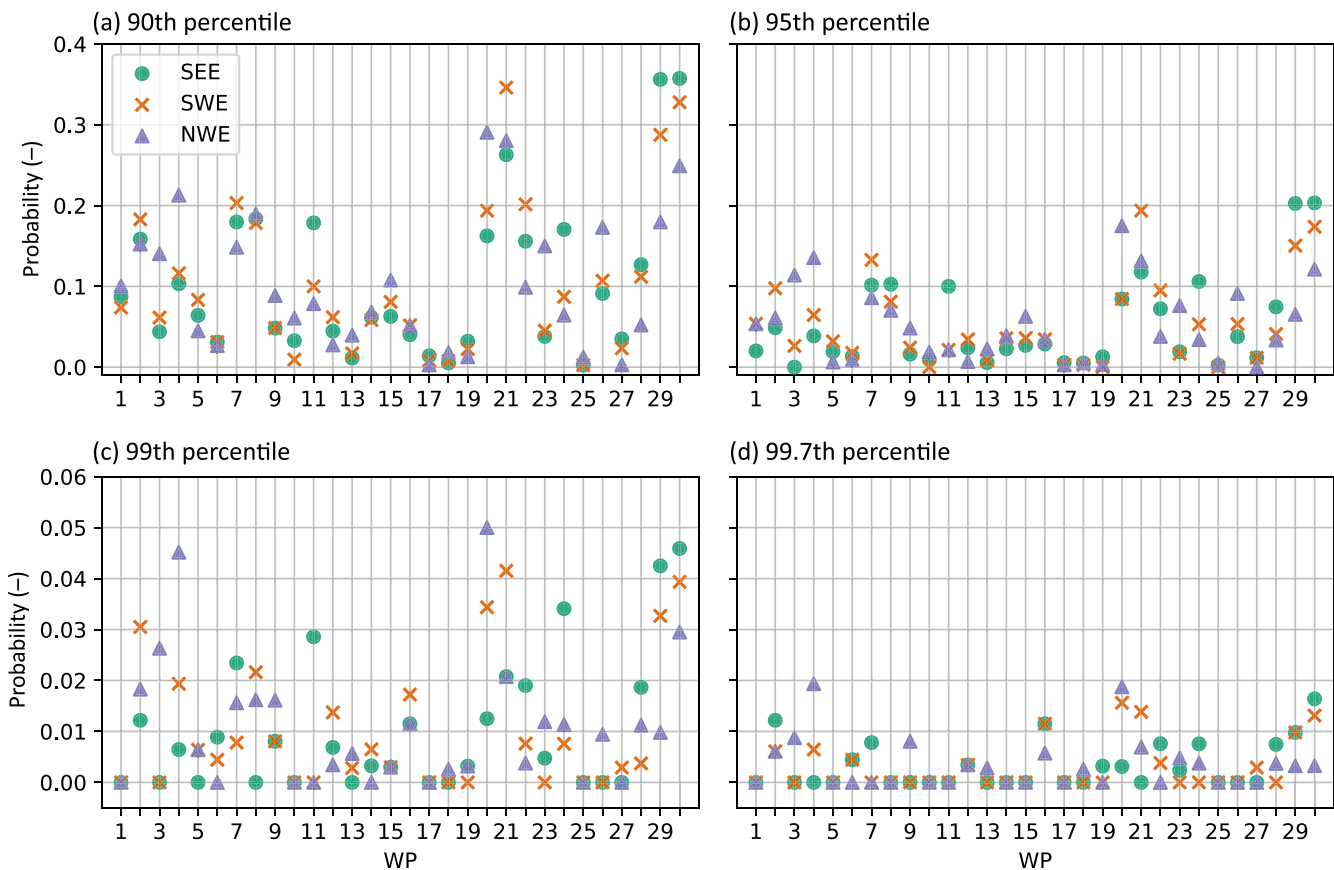 (a) 90th percentile
(b) 95th percentile
0.4
0.3
0.2
0.1
0.0
Probability (−)
SEE
SWE
NWE
1 3 5 7 9 11 13 15 17 19 21 23 25 27 29
1 3 5 7 9 11 13 15 17 19 21 23 25 27 29
(c) 99th percentile
(d) 99.7th percentile
0.06
0.05
0.04
0.03
0.02
0.01
0.00
Probability (−)
1 3 5 7 9 11 13 15 17 19 21 23 25 27 29
1 3 5 7 9 11 13 15 17 19 21 23 25 27 29
WP
WP